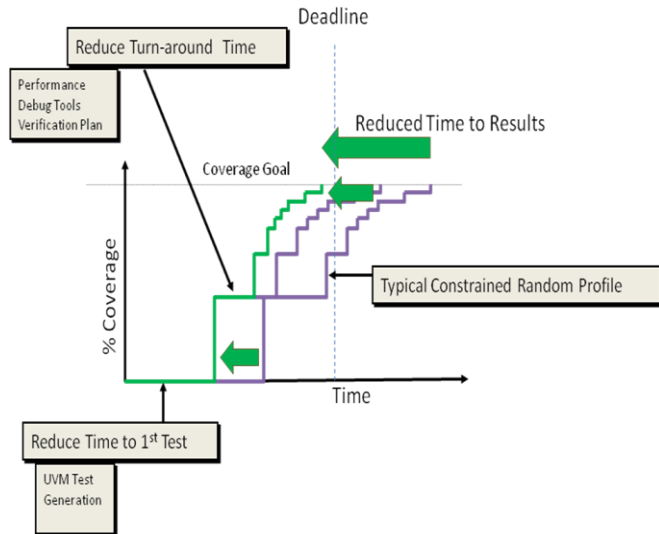 Deadline
Reduce Turn-around Time
Performance
Debug Tools
Verification Plan
Reduced Time to Results
Coverage Goal
Typical Constrained Random Profile
% Coverage
Time
Reduce Time to 1st Test
UVM Test
Generation